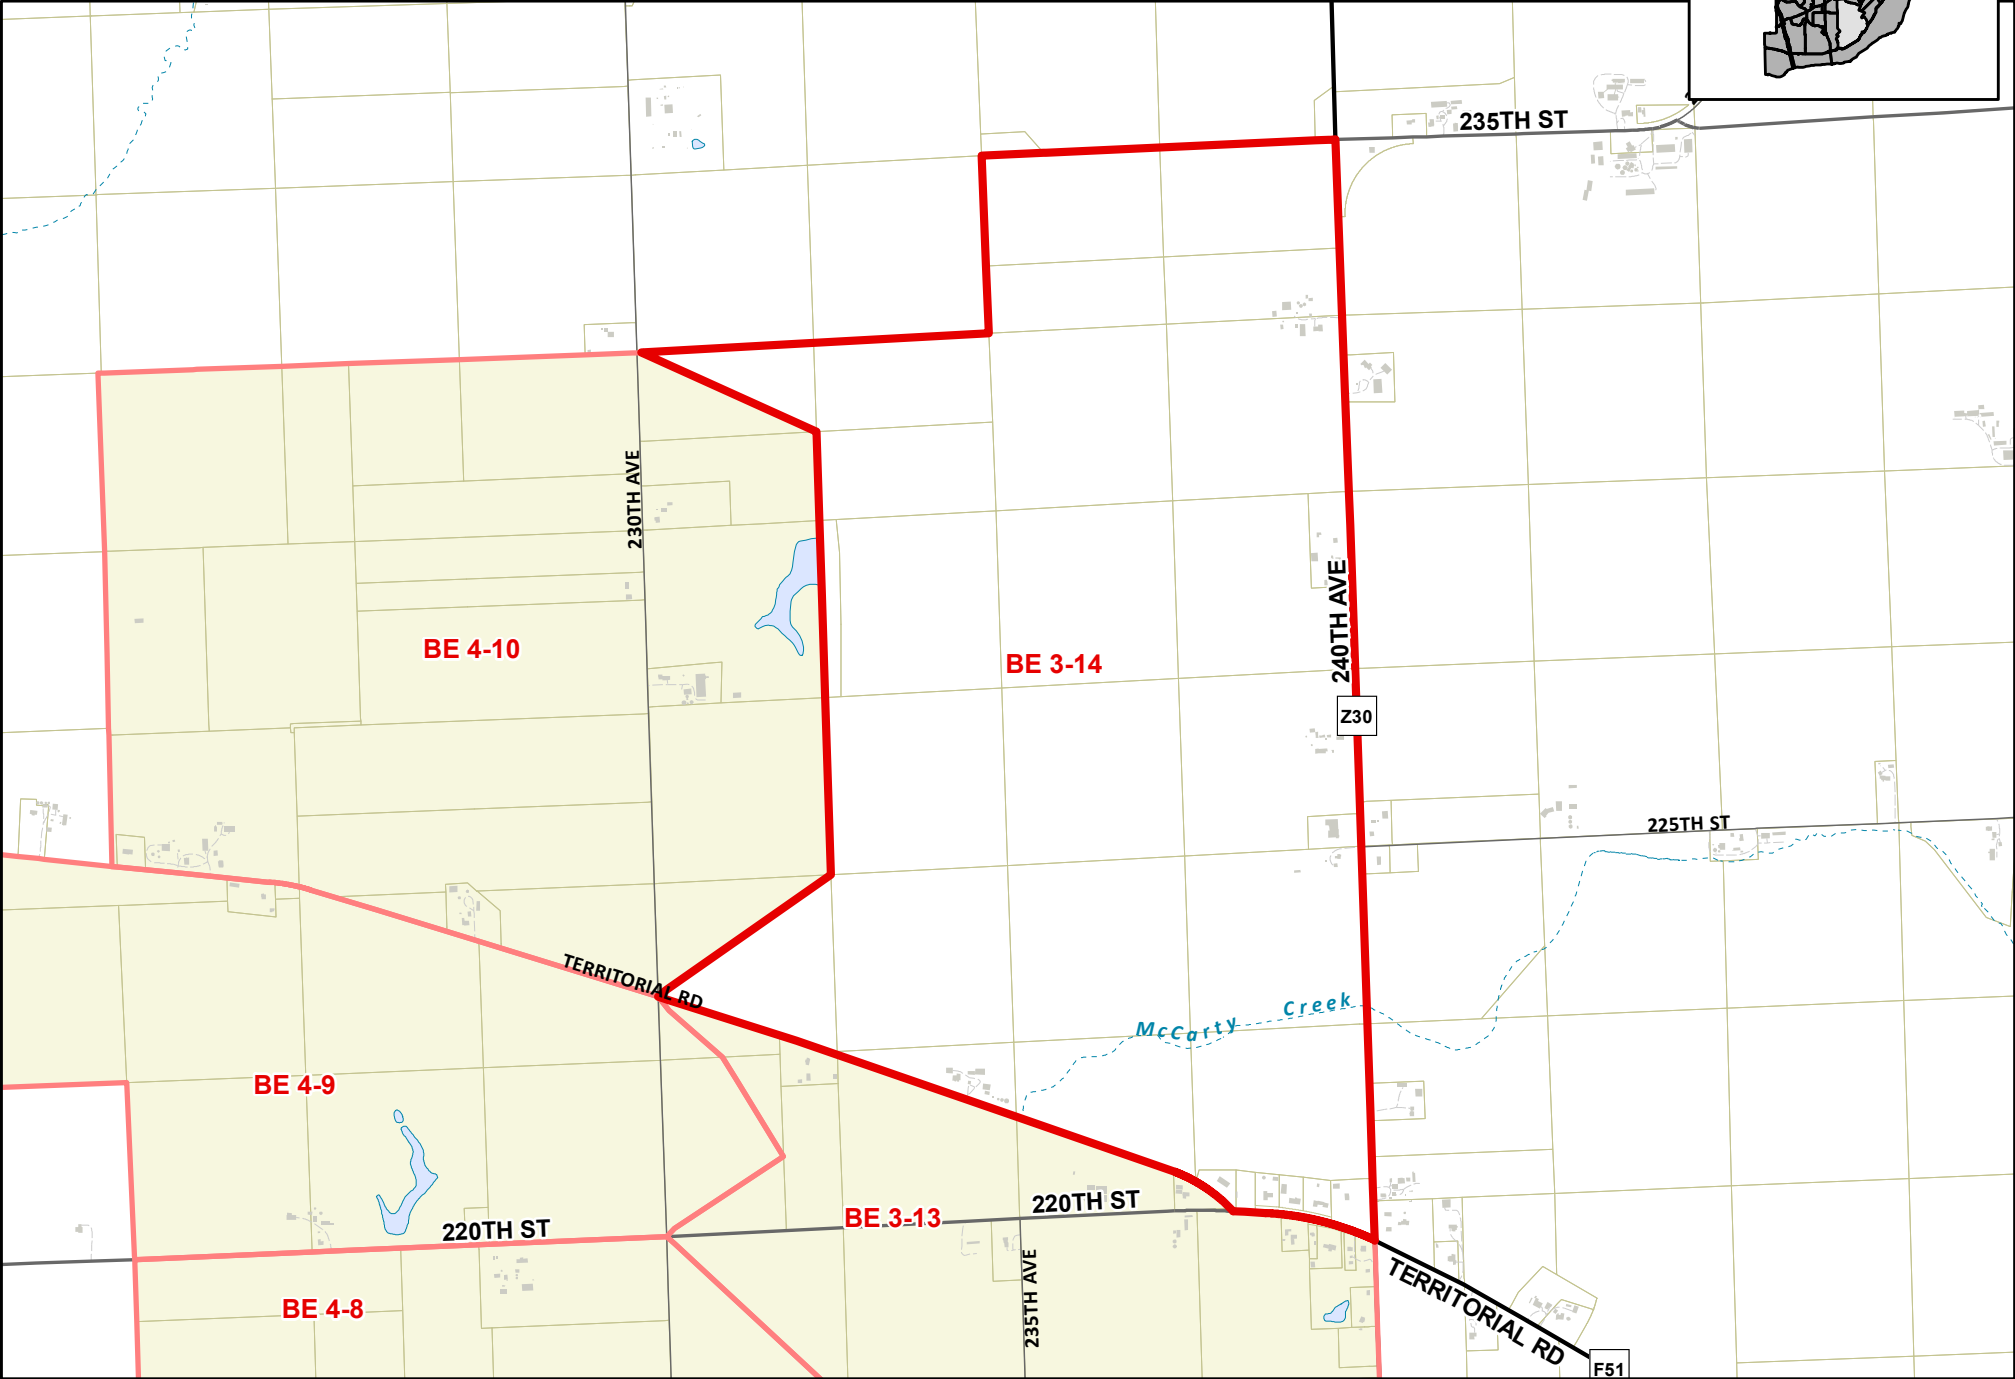 235TH ST
230TH AVE
240TH AVE
BE 4-10
BE 3-14
Z30
225TH ST
TERRITORIAL RD
McCarty Creek
BE 4-9
220TH ST
BE 3-13
220TH ST
235TH AVE
BE 4-8
TERRITORIAL RD
F51